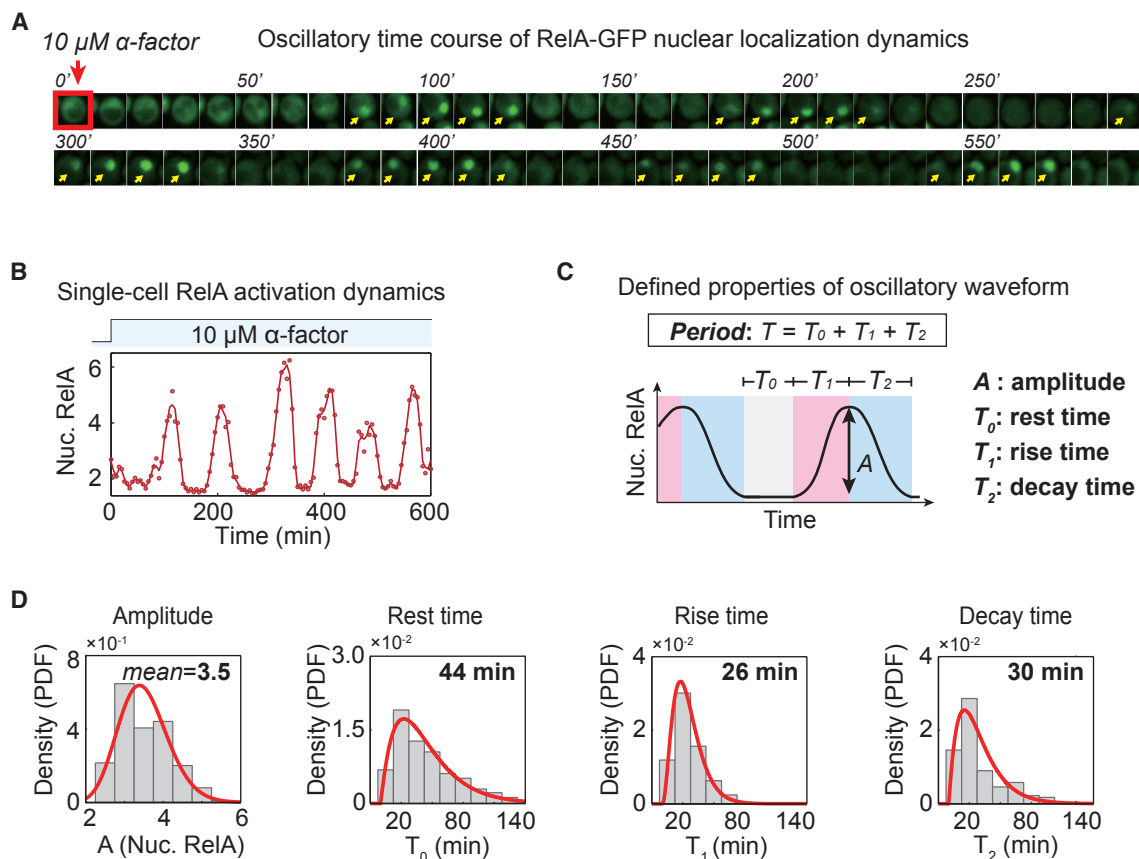 A
10 μM α-factor
Oscillatory time course of RelA-GFP nuclear localization dynamics
0' 50' 100' 150' 200' 250'
300' 350' 400' 450' 500' 550'
B
Single-cell RelA activation dynamics
10 μM α-factor
Nuc. RelA
6
4
2
0 200 400 600
Time (min)
C
Defined properties of oscillatory waveform
Period: T = T₀ + T₁ + T₂
T₀ T₁ T₂
Nuc. RelA
A
Time
A : amplitude
T₀: rest time
T₁: rise time
T₂: decay time
D
Amplitude
×10⁻¹
mean=3.5
Density (PDF)
8
4
0
2 4 6
A (Nuc. RelA)
Rest time
×10⁻²
44 min
Density (PDF)
3.0
1.5
0
20 80 140
T₀ (min)
Rise time
×10⁻²
26 min
Density (PDF)
4
2
0
20 80 140
T₁ (min)
Decay time
×10⁻²
30 min
Density (PDF)
4
2
0
20 80 140
T₂ (min)